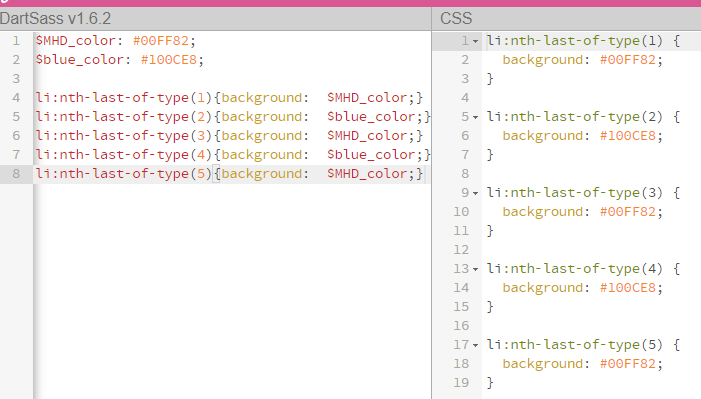 DartSass v1.6.2
1 $MHD_color: #00FF82;
2 $blue_color: #100CE8;
3
4 li:nth-last-of-type(1){background:  $MHD_color;}
5 li:nth-last-of-type(2){background:  $blue_color;}
6 li:nth-last-of-type(3){background:  $MHD_color;}
7 li:nth-last-of-type(4){background:  $blue_color;}
8 li:nth-last-of-type(5){background:  $MHD_color;}
CSS
1 li:nth-last-of-type(1) {
2   background: #00FF82;
3 }
4
5 li:nth-last-of-type(2) {
6   background: #100CE8;
7 }
8
9 li:nth-last-of-type(3) {
10   background: #00FF82;
11 }
12
13 li:nth-last-of-type(4) {
14   background: #100CE8;
15 }
16
17 li:nth-last-of-type(5) {
18   background: #00FF82;
19 }